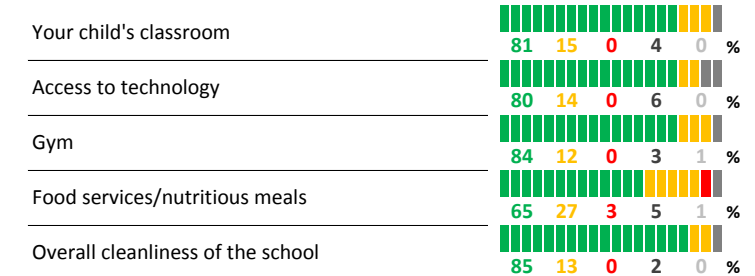 Your child's classroom
81 15 0 4 0 %
Access to technology
80 14 0 6 0 %
Gym
84 12 0 3 1 %
Food services/nutritious meals
65 27 3 5 1 %
Overall cleanliness of the school
85 13 0 2 0 %